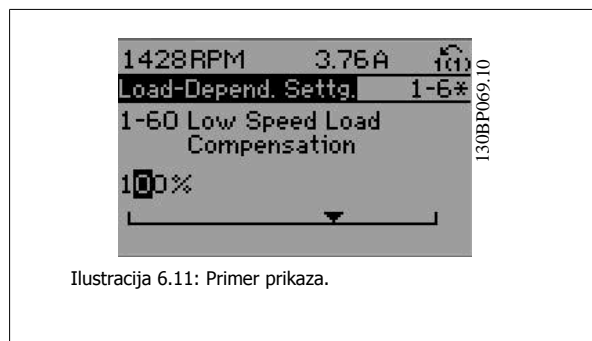 1428RPM 3.76A 1(1)
Load-Depend. Settg. 1-6*
1-60 Low Speed Load
Compensation
100%
130BP069.10
Ilustracija 6.11: Primer prikaza.